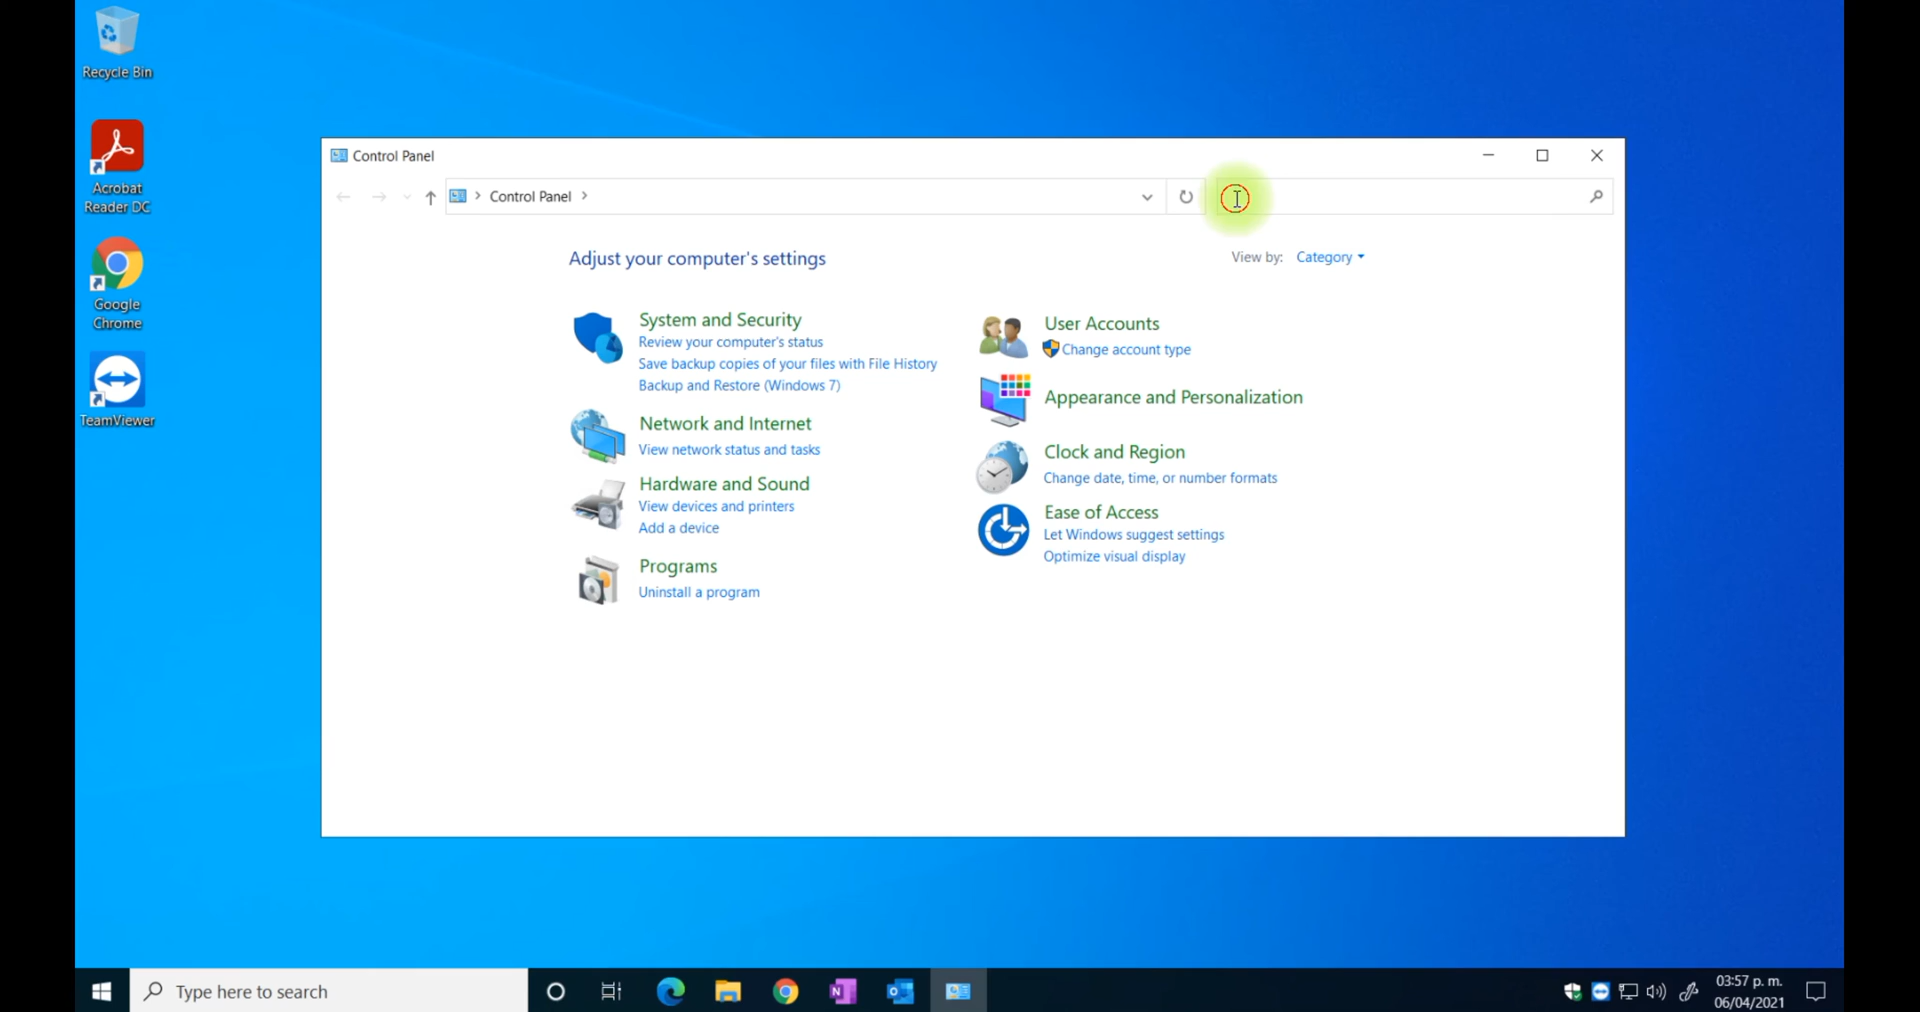 Recycle Bin
Acrobat
Reader DC
Google
Chrome
TeamViewer
Control Panel
Control Panel
Adjust your computer's settings
View by: Category
System and Security
Review your computer's status
Save backup copies of your files with File History
Backup and Restore (Windows 7)
Network and Internet
View network status and tasks
Hardware and Sound
View devices and printers
Add a device
Programs
Uninstall a program
User Accounts
Change account type
Appearance and Personalization
Clock and Region
Change date, time, or number formats
Ease of Access
Let Windows suggest settings
Optimize visual display
Type here to search
03:57 p. m.
06/04/2021